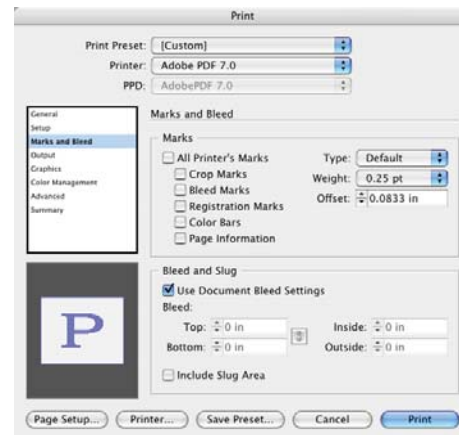 Print
Print Preset: [Custom]
Printer: Adobe PDF 7.0
PPD: AdobePDF 7.0
General
Setup
Marks and Bleed
Output
Graphics
Color Management
Advanced
Summary
Marks and Bleed
Marks
All Printer's Marks
Crop Marks
Bleed Marks
Registration Marks
Color Bars
Page Information
Type: Default
Weight: 0.25 pt
Offset: 0.0833 in
P
Bleed and Slug
Use Document Bleed Settings
Bleed:
Top: 0 in Inside: 0 in
Bottom: 0 in Outside: 0 in
Include Slug Area
Page Setup... Printer... Save Preset... Cancel Print